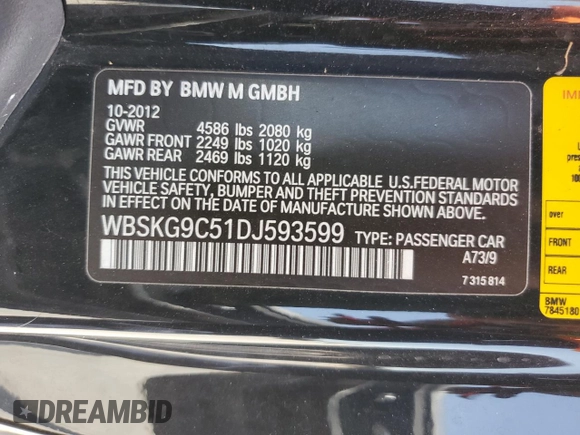 MFD BY BMW M GMBH
10-2012
GVWR 4586 lbs 2080 kg
GAWR FRONT 2249 lbs 1020 kg
GAWR REAR 2469 lbs 1120 kg
THIS VEHICLE CONFORMS TO ALL APPLICABLE U.S.FEDERAL MOTOR
VEHICLE SAFETY, BUMPER AND THEFT PREVENTION STANDARDS
IN EFFECT ON THE DATE OF MANUFACTURE SHOWN ABOVE.
WBSKG9C51DJ593599 TYPE: PASSENGER CAR
A73/9
7 315 814
over
FRONT
REAR
BMW
7845180
DREAMBID